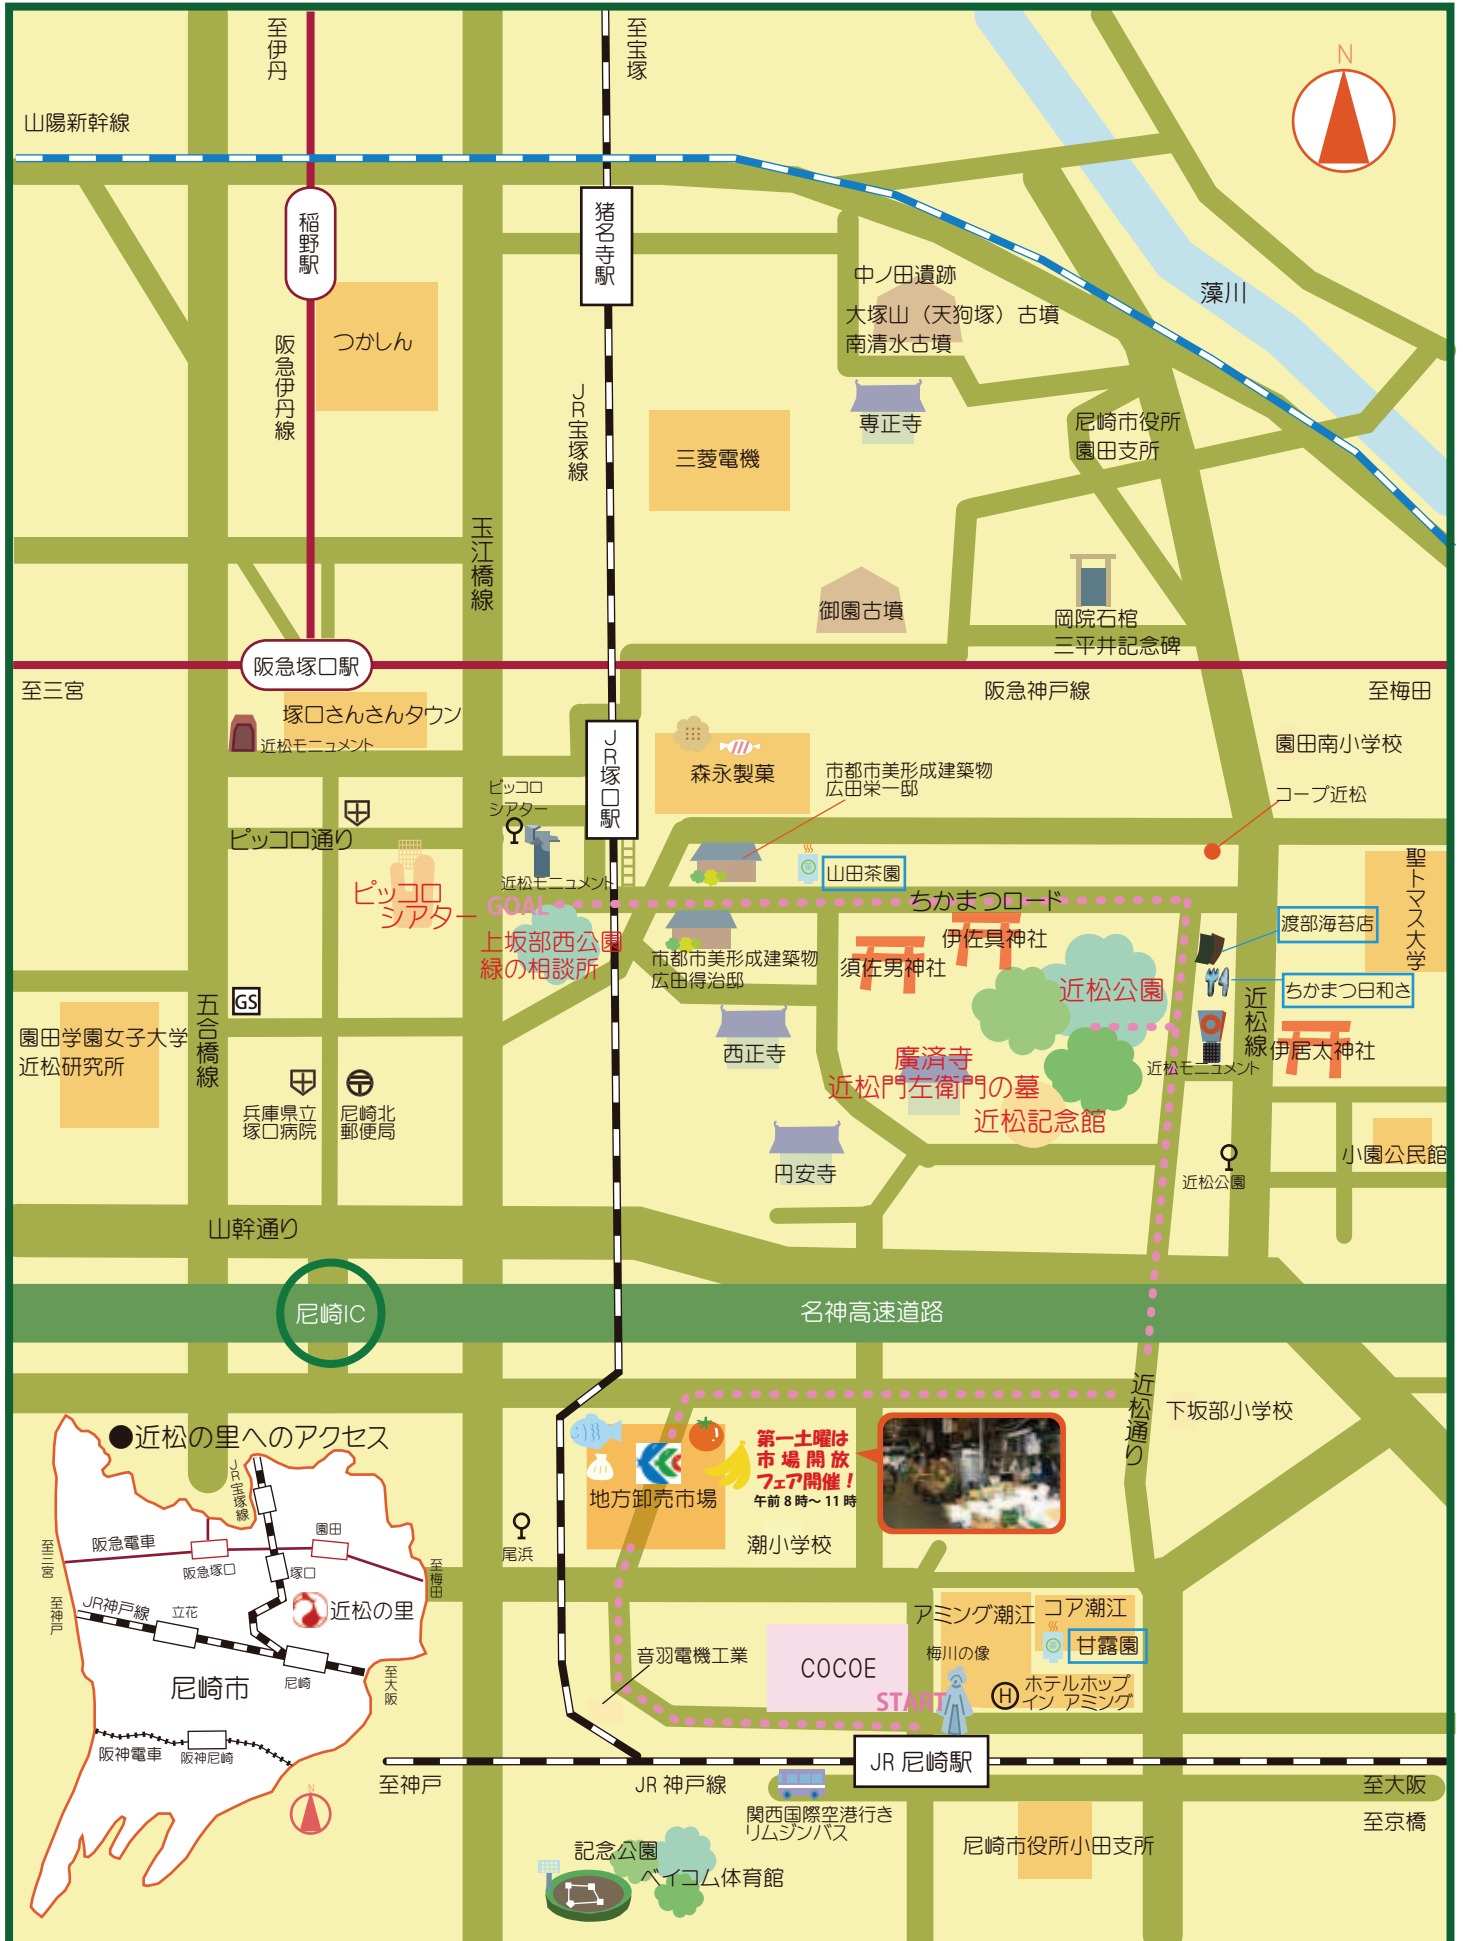 至伊丹
至宝塚
N
山陽新幹線
稲野駅
猪名寺駅
中ノ田遺跡
大塚山（天狗塚）古墳
南清水古墳
藻川
つかしん
阪急伊丹線
JR宝塚線
専正寺
尼崎市役所
園田支所
三菱電機
玉江橋線
御園古墳
岡院石棺
三平井記念碑
阪急塚口駅
至三宮
阪急神戸線
至梅田
塚口さんさんタウン
近松モニュメント
JR塚口駅
森永製菓
市都市美形成建築物
広田栄一邸
園田南小学校
コープ近松
ピッコロ
シアター
ピッコロ通り
近松モニュメント
山田茶園
聖トマス大学
ピッコロ
シアター
GOAL
ちかまつロード
渡部海苔店
上坂部西公園
緑の相談所
市都市美形成建築物
広田得治邸
伊佐具神社
須佐男神社
近松公園
ちかまつ日和さ
GS
五合橋線
園田学園女子大学
近松研究所
西正寺
近松線
伊居太神社
近松モニュメント
廣済寺
近松門左衛門の墓
近松記念館
兵庫県立
塚口病院
尼崎北
郵便局
円安寺
小園公民館
近松公園
山幹通り
尼崎IC
名神高速道路
近松通り
下坂部小学校
●近松の里へのアクセス
第一土曜は
市場開放
フェア開催！
午前8時～11時
地方卸売市場
潮小学校
尾浜
JR宝塚線
阪急電車
園田
阪急塚口
塚口
至三宮
至梅田
至神戸
JR神戸線
立花
近松の里
尼崎市
尼崎
至大阪
阪神電車
阪神尼崎
N
アミング潮江
コア潮江
甘露園
梅川の像
音羽電機工業
COCOE
START
H
ホテルホップ
イン アミング
JR 尼崎駅
至神戸
JR 神戸線
至大阪
至京橋
関西国際空港行き
リムジンバス
尼崎市役所小田支所
記念公園
ベイコム体育館